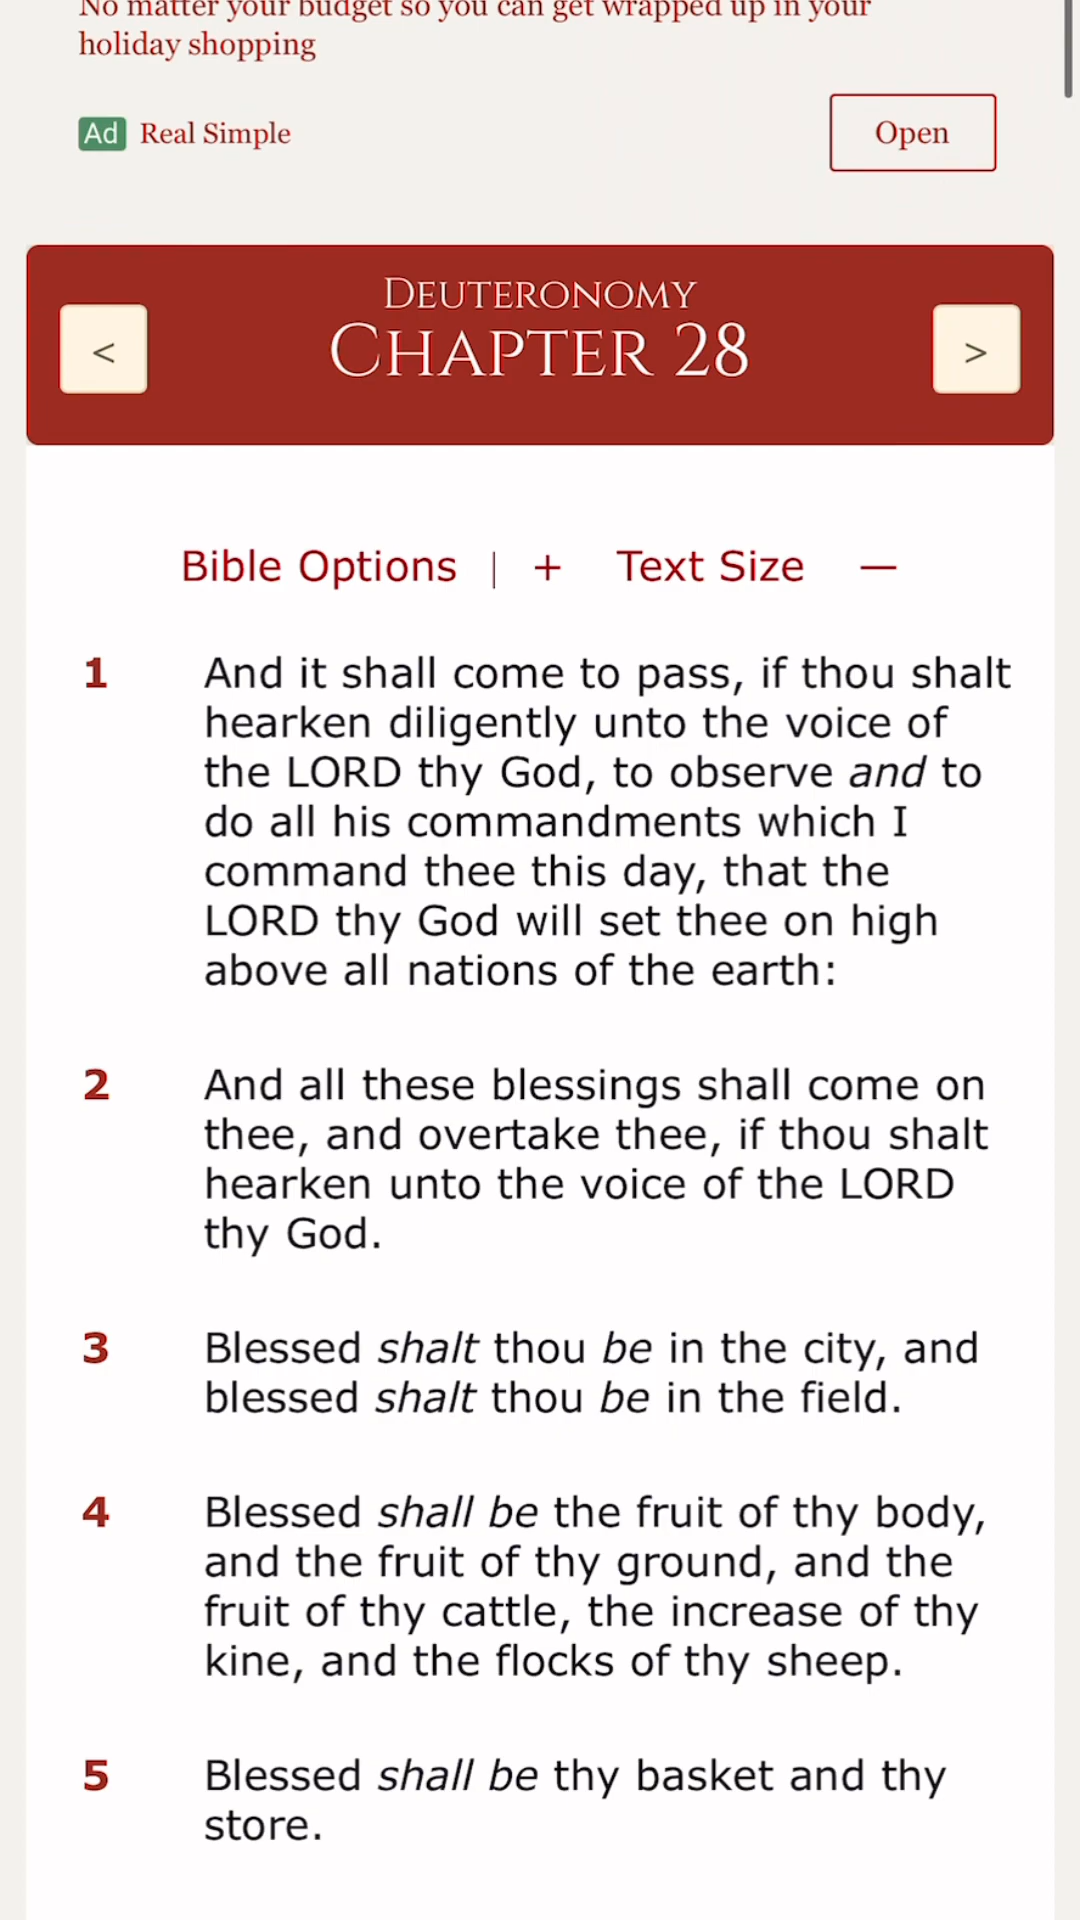 No matter your budget so you can get wrapped up in your
holiday shopping
Ad Real Simple
Open
DEUTERONOMY
CHAPTER 28
<
>
Bible Options | + Text Size —
1 And it shall come to pass, if thou shalt
hearken diligently unto the voice of
the LORD thy God, to observe and to
do all his commandments which I
command thee this day, that the
LORD thy God will set thee on high
above all nations of the earth:
2 And all these blessings shall come on
thee, and overtake thee, if thou shalt
hearken unto the voice of the LORD
thy God.
3 Blessed shalt thou be in the city, and
blessed shalt thou be in the field.
4 Blessed shall be the fruit of thy body,
and the fruit of thy ground, and the
fruit of thy cattle, the increase of thy
kine, and the flocks of thy sheep.
5 Blessed shall be thy basket and thy
store.